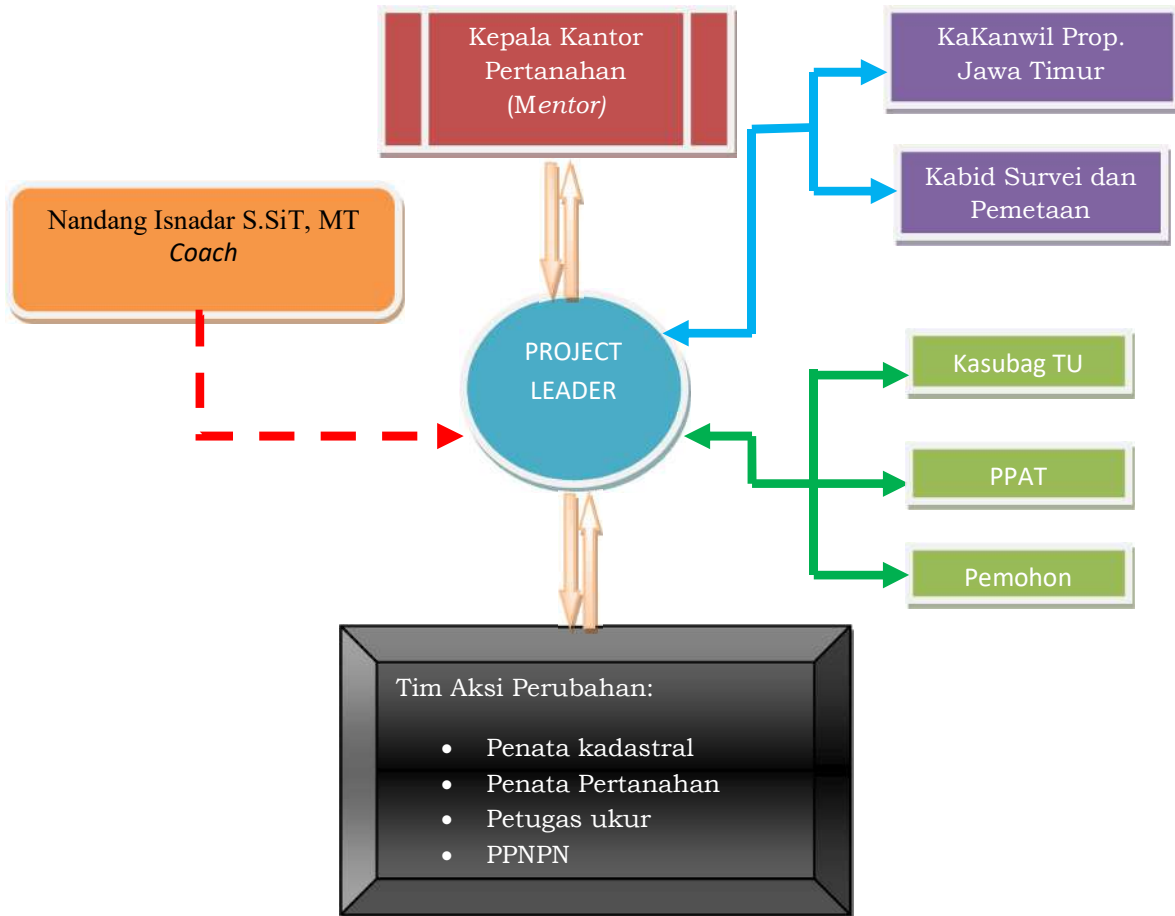 Kepala Kantor
Pertanahan
(Mentor)
KaKanwil Prop.
Jawa Timur
Kabid Survei dan
Pemetaan
Nandang Isnadar S.SiT, MT
Coach
PROJECT
LEADER
Kasubag TU
PPAT
Pemohon
Tim Aksi Perubahan:
• Penata kadastral
• Penata Pertanahan
• Petugas ukur
• PPNPN